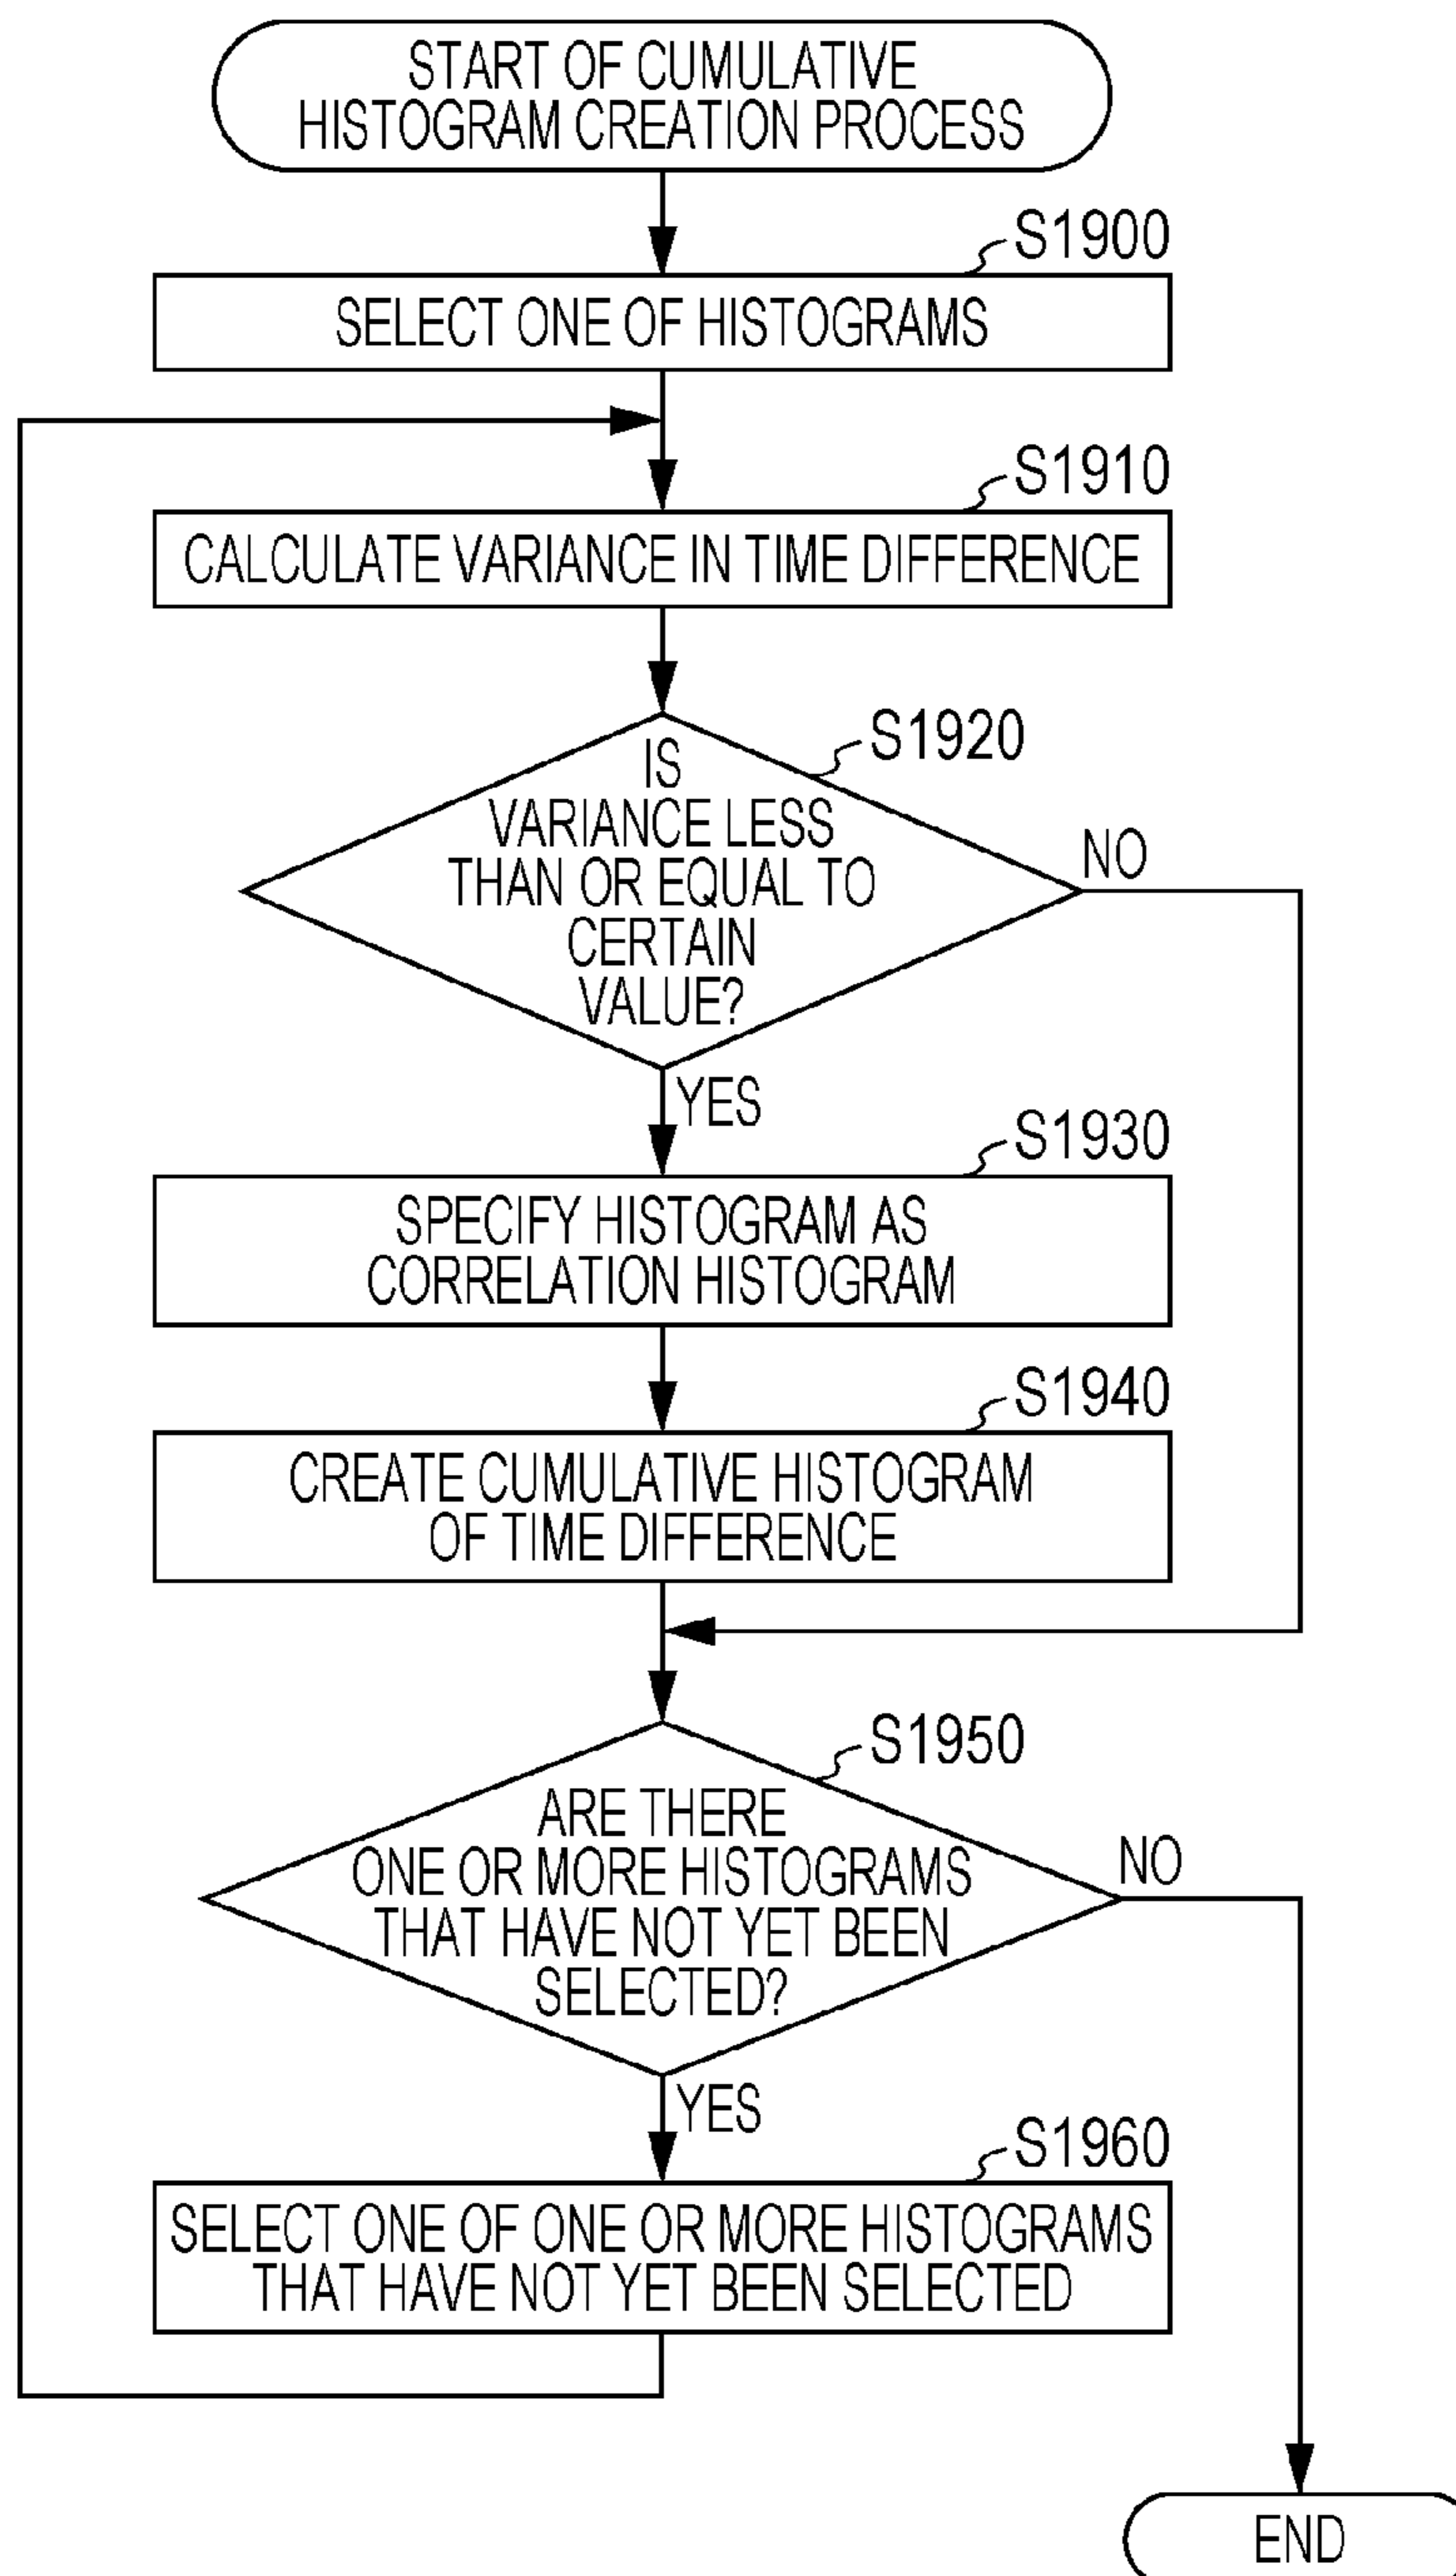 START OF CUMULATIVE
HISTOGRAM CREATION PROCESS
S1900
SELECT ONE OF HISTOGRAMS
S1910
CALCULATE VARIANCE IN TIME DIFFERENCE
S1920
IS
VARIANCE LESS
THAN OR EQUAL TO
CERTAIN
VALUE?
NO
YES
S1930
SPECIFY HISTOGRAM AS
CORRELATION HISTOGRAM
S1940
CREATE CUMULATIVE HISTOGRAM
OF TIME DIFFERENCE
S1950
ARE THERE
ONE OR MORE HISTOGRAMS
THAT HAVE NOT YET BEEN
SELECTED?
NO
YES
S1960
SELECT ONE OF ONE OR MORE HISTOGRAMS
THAT HAVE NOT YET BEEN SELECTED
END